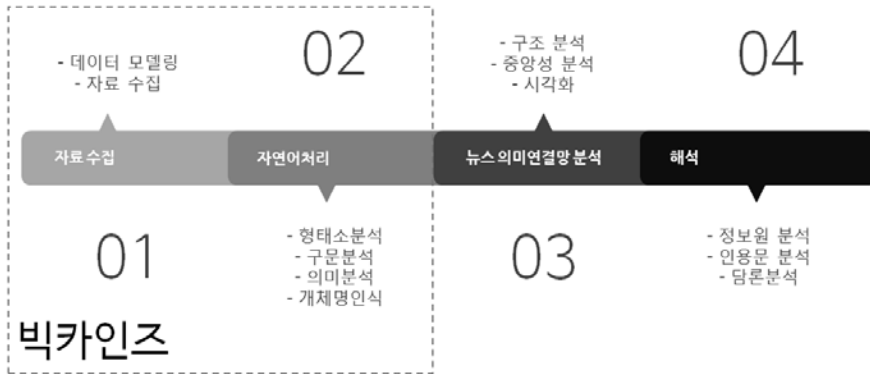 - 데이터 모델링
- 자료 수집
02
- 구조 분석
- 중앙성 분석
- 시각화
04
자료 수집
자연어처리
뉴스 의미연결망 분석
해석
01
- 형태소분석
- 구문분석
- 의미분석
- 개체명인식
03
- 정보원 분석
- 인용문 분석
- 담론분석
빅카인즈